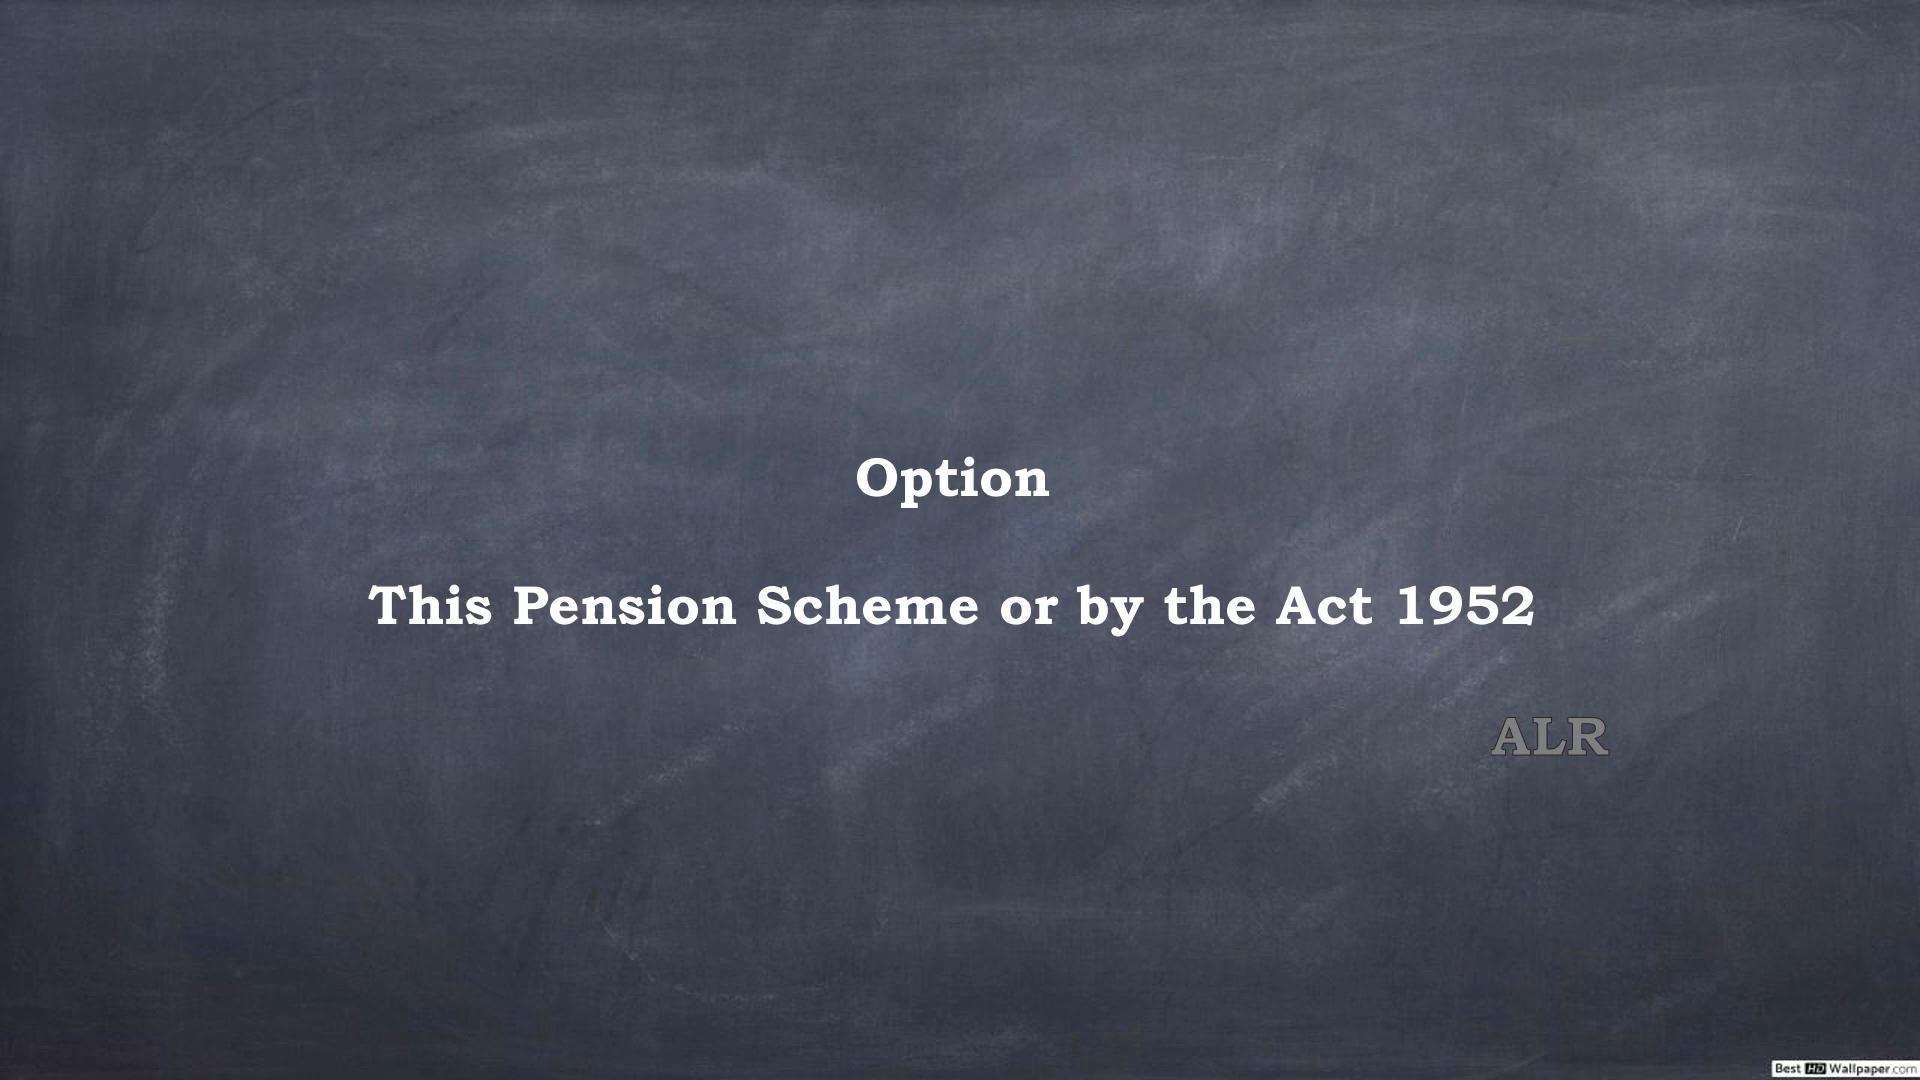 Option
This Pension Scheme or by the Act 1952
ALR
Best HD Wallpaper.com